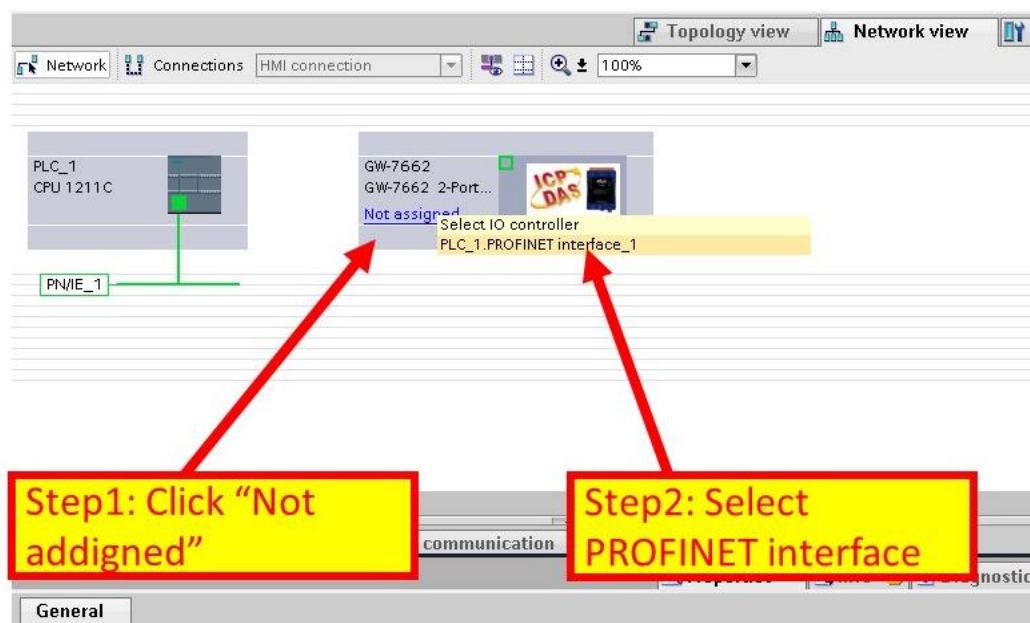 Topology view Network view
Network Connections HMI connection 100%
PLC_1
CPU 1211C
GW-7662
GW-7662 2-Port...
Not assigned
ICP
DAS
Select IO controller
PLC_1.PROFINET interface_1
PN/IE_1
Step1: Click “Not
addigned”
Step2: Select
PROFINET interface
communication
Properties
General